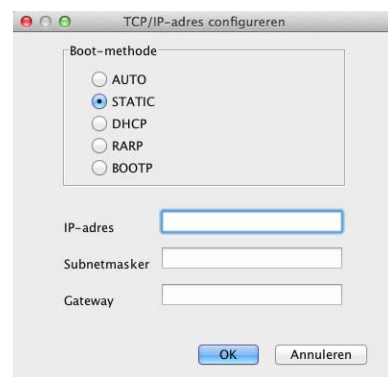 TCP/IP-adres configureren
Boot-methode
AUTO
STATIC
DHCP
RARP
BOOTP
IP-adres
Subnetmasker
Gateway
OK Annuleren